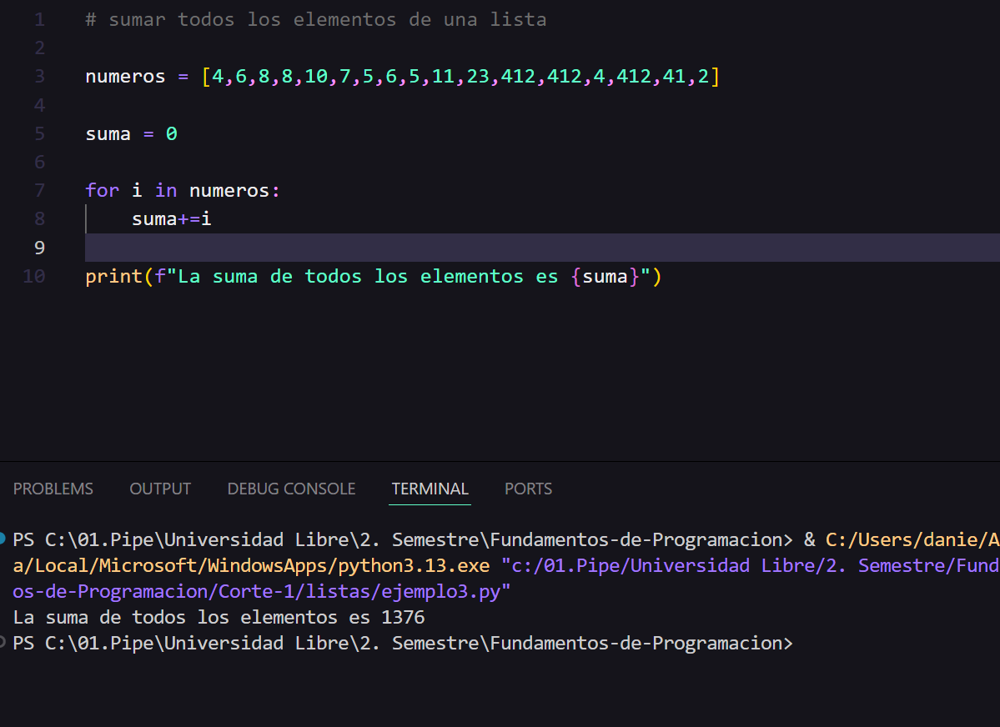 1 # sumar todos los elementos de una lista
2
3 numeros = [4,6,8,8,10,7,5,6,5,11,23,412,412,4,412,41,2]
4
5 suma = 0
6
7 for i in numeros:
8     suma+=i
9
10 print(f"La suma de todos los elementos es {suma}")
PROBLEMS OUTPUT DEBUG CONSOLE TERMINAL PORTS
PS C:\01.Pipe\Universidad Libre\2. Semestre\Fundamentos-de-Programacion> & C:/Users/danie/A
a/Local/Microsoft/WindowsApps/python3.13.exe "c:/01.Pipe/Universidad Libre/2. Semestre/Fund
os-de-Programacion/Corte-1/listas/ejemplo3.py"
La suma de todos los elementos es 1376
PS C:\01.Pipe\Universidad Libre\2. Semestre\Fundamentos-de-Programacion>